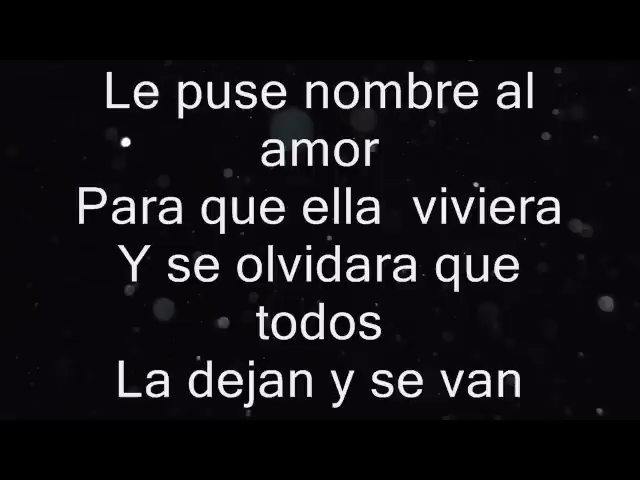 Le puse nombre al
amor
Para que ella  viviera
Y se olvidara que
todos
La dejan y se van